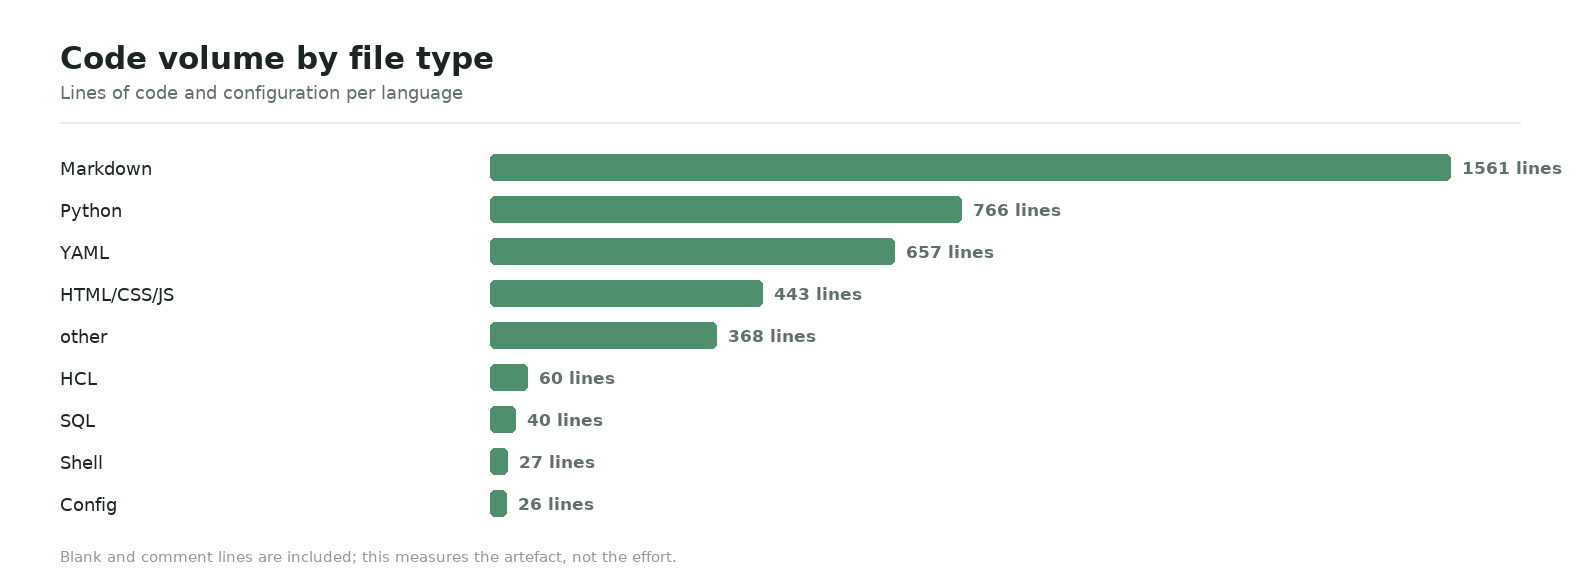 Code volume by file type
Lines of code and configuration per language
Markdown 1561 lines
Python 766 lines
YAML 657 lines
HTML/CSS/JS 443 lines
other 368 lines
HCL 60 lines
SQL 40 lines
Shell 27 lines
Config 26 lines
Blank and comment lines are included; this measures the artefact, not the effort.